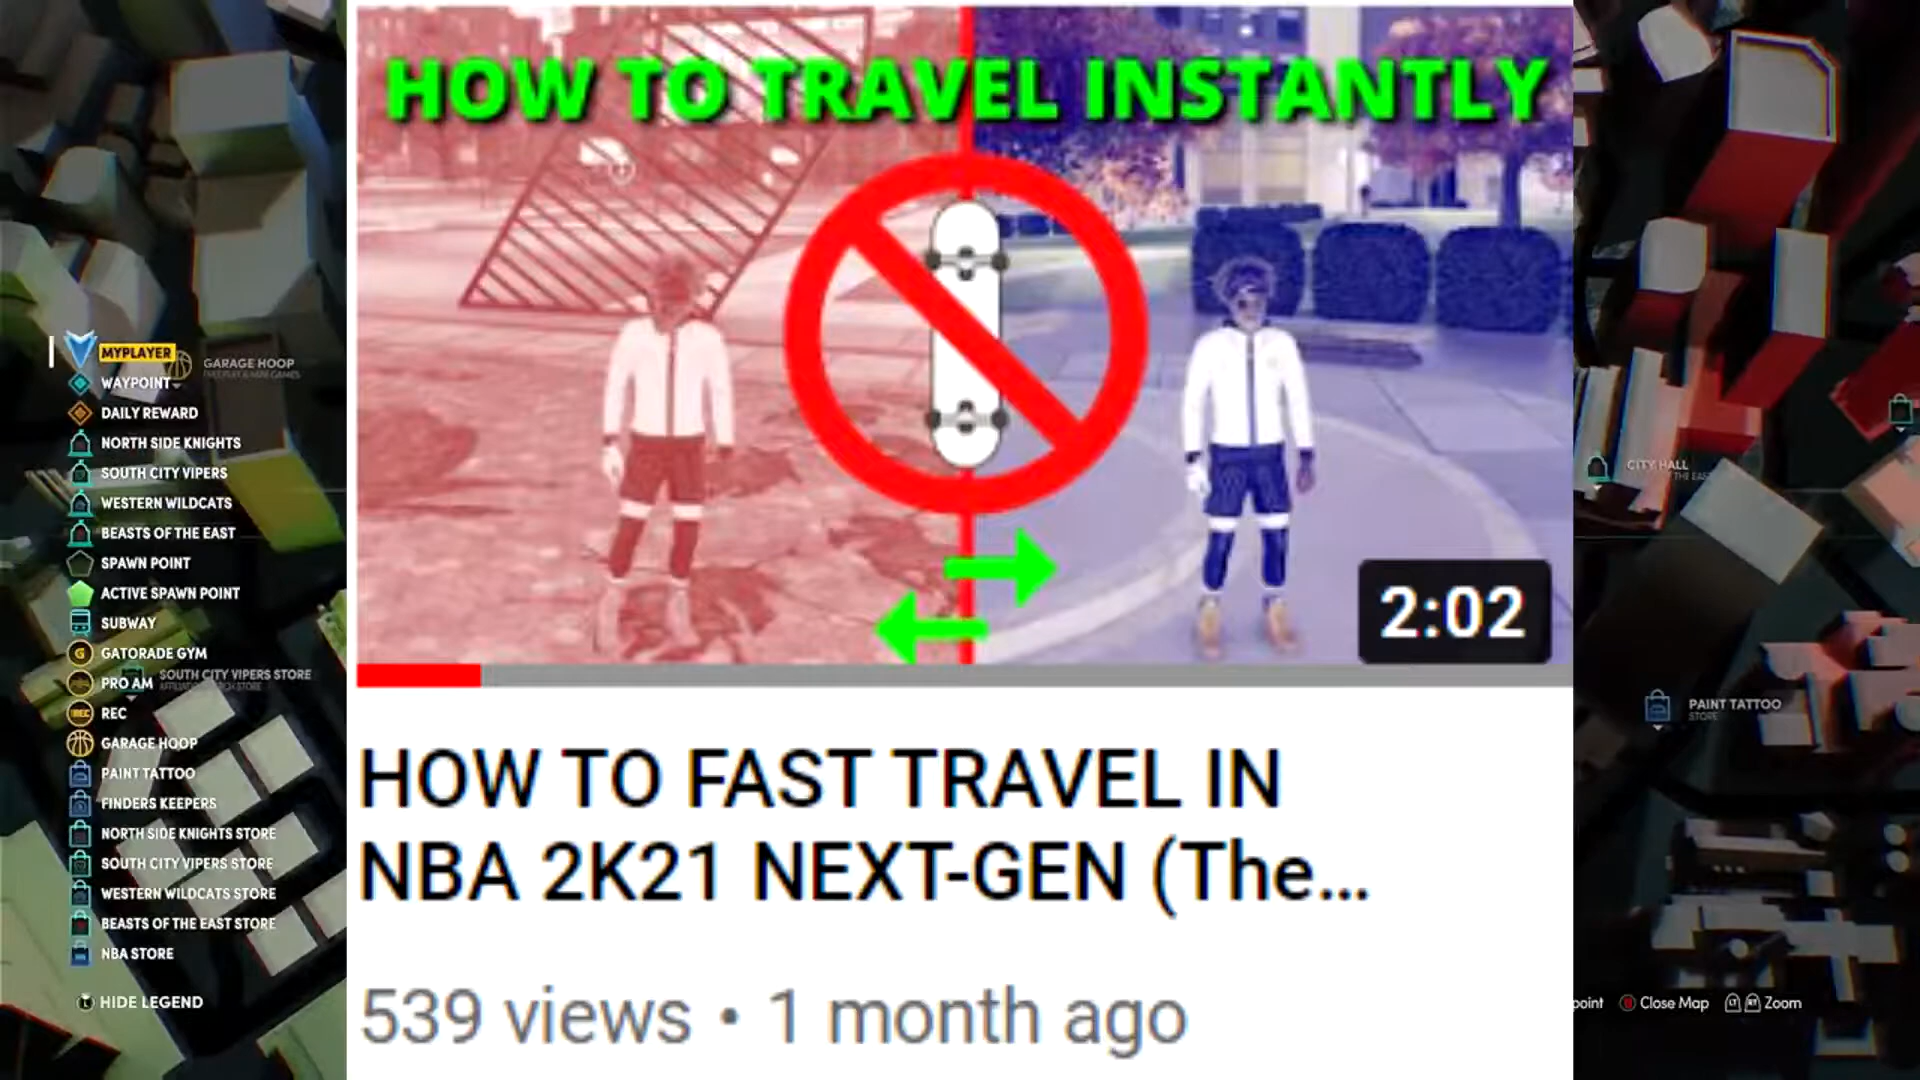 HOW TO TRAVEL INSTANTLY
2:02
HOW TO FAST TRAVEL IN
NBA 2K21 NEXT-GEN (The...
539 views • 1 month ago
MYPLAYER
GARAGE HOOP
WAYPOINT
DAILY REWARD
NORTH SIDE KNIGHTS
SOUTH CITY VIPERS
WESTERN WILDCATS
BEASTS OF THE EAST
SPAWN POINT
ACTIVE SPAWN POINT
SUBWAY
GATORADE GYM
SOUTH CITY VIPERS STORE
PRO AM
REC
GARAGE HOOP
PAINT TATTOO
FINDERS KEEPERS
NORTH SIDE KNIGHTS STORE
SOUTH CITY VIPERS STORE
WESTERN WILDCATS STORE
BEASTS OF THE EAST STORE
NBA STORE
HIDE LEGEND
CITY HALL
PAINT TATTOO
STORE
Close Map
Zoom